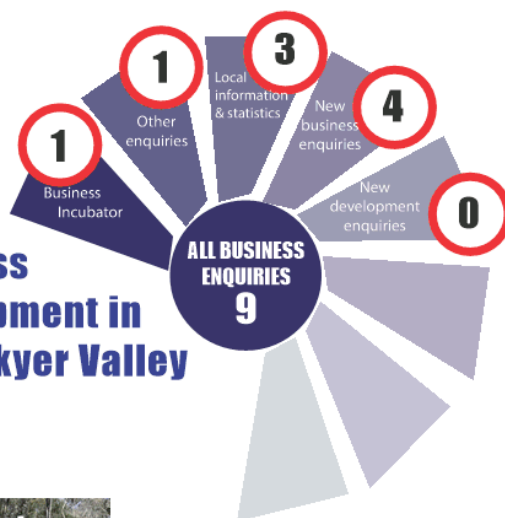 1
Business
Incubator
1
Other
enquiries
3
Local
information
& statistics
4
New
business
enquiries
0
New
development
enquiries
ALL BUSINESS
ENQUIRIES
9
ss
pment in
kyer Valley